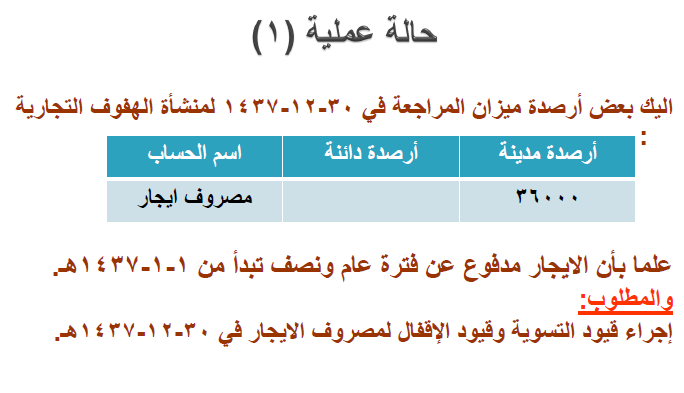 حالة عملية (١)
اليك بعض أرصدة ميزان المراجعة في ٣٠-١٢-١٤٣٧ لمنشأة الهفوف التجارية
:
أرصدة مدينة أرصدة دائنة اسم الحساب
٣٦٠٠٠ مصروف ايجار
علما بأن الايجار مدفوع عن فترة عام ونصف تبدأ من ١-١-١٤٣٧هـ.
والمطلوب:
إجراء قيود التسوية وقيود الإقفال لمصروف الايجار في ٣٠-١٢-١٤٣٧هـ.